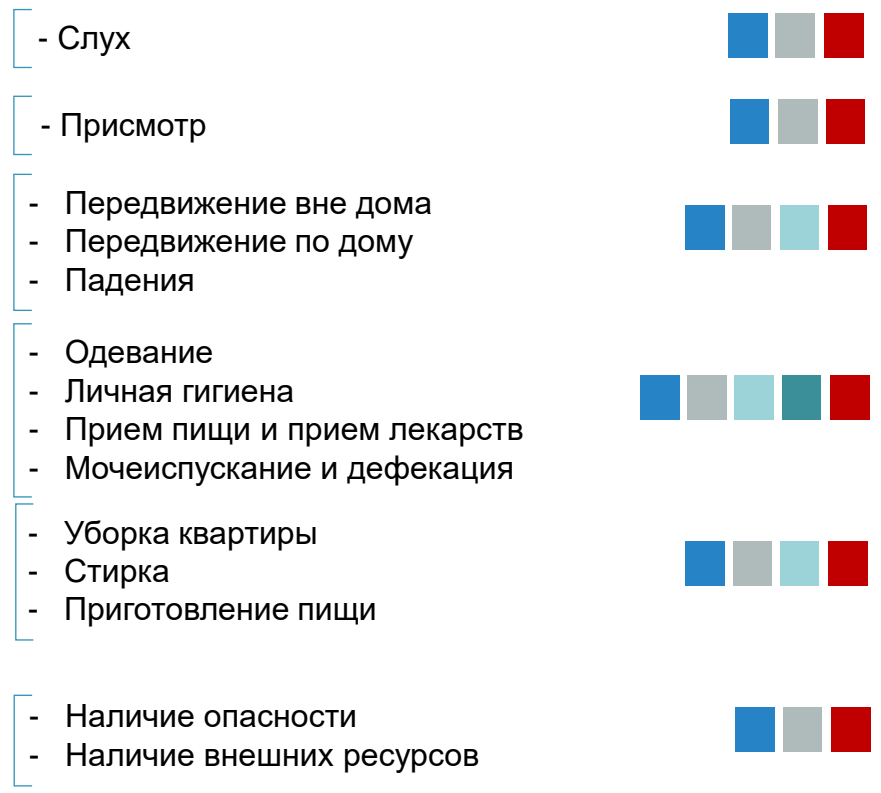 - Слух
- Присмотр
- Передвижение вне дома
- Передвижение по дому
- Падения
- Одевание
- Личная гигиена
- Прием пищи и прием лекарств
- Мочеиспускание и дефекация
- Уборка квартиры
- Стирка
- Приготовление пищи
- Наличие опасности
- Наличие внешних ресурсов